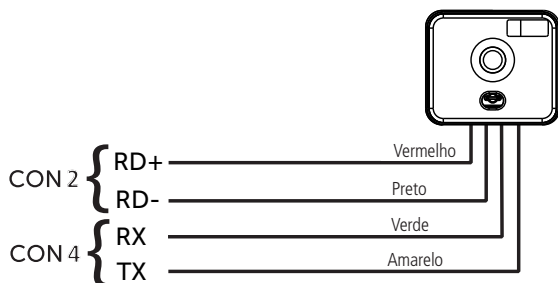 Vermelho
CON 2 { RD+
RD- Preto
CON 4 { RX Verde
TX Amarelo